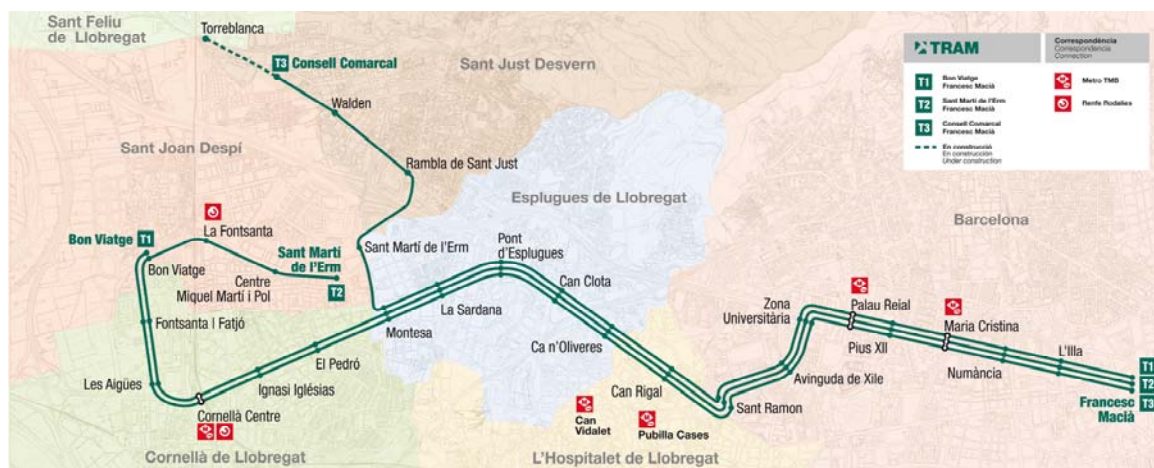 Sant Feliu
de Llobregat
Torreblanca
T3 Consell Comarcal
Sant Just Desvern
Walden
Sant Joan Despí
Rambla de Sant Just
Esplugues de Llobregat
Barcelona
TRAM
T1 Bon Viatge
Francesc Macià
T2 Sant Martí de l'Erm
Francesc Macià
T3 Consell Comarcal
Francesc Macià
En construcció
En construcción
Under construction
Correspondència
Correspondencia
Connection
Metro TMB
Renfe Rodalies
Bon Viatge T1
La Fontsanta
Sant Martí
de l'Erm
T2
Bon Viatge
Centre
Miquel Martí i Pol
Sant Martí de l'Erm
Pont
d'Esplugues
Can Clota
La Sardana
Montesa
Fontsanta I Fatjó
El Pedró
Ca n'Oliveres
Les Aigües
Ignasi Iglésias
Cornellà Centre
Can Rigal
Sant Ramon
Zona
Universitària
Palau Reial
Maria Cristina
Pius XII
L'Illa
Avinguda de Xile
Numància
T1
T2
T3
Francesc
Macià
Can
Vidalet
Pubilla Cases
Cornellà de Llobregat
L'Hospitalet de Llobregat